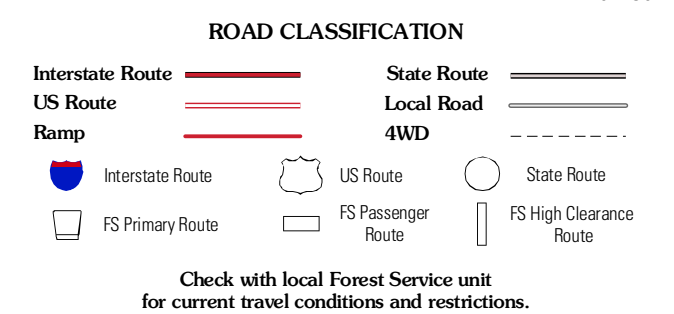 ROAD CLASSIFICATION
Interstate Route
State Route
US Route
Local Road
Ramp
4WD
Interstate Route
US Route
State Route
FS Primary Route
FS Passenger
Route
FS High Clearance
Route
Check with local Forest Service unit
for current travel conditions and restrictions.